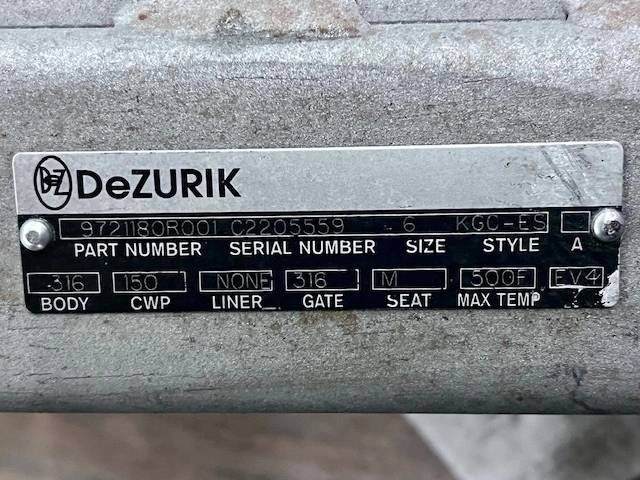 DeZURIK
9721180R001 C2205559 6 KGC-ES
PART NUMBER SERIAL NUMBER SIZE STYLE A
316 150 NONE 316 M 500F EV4
BODY CWP LINER GATE SEAT MAX TEMP